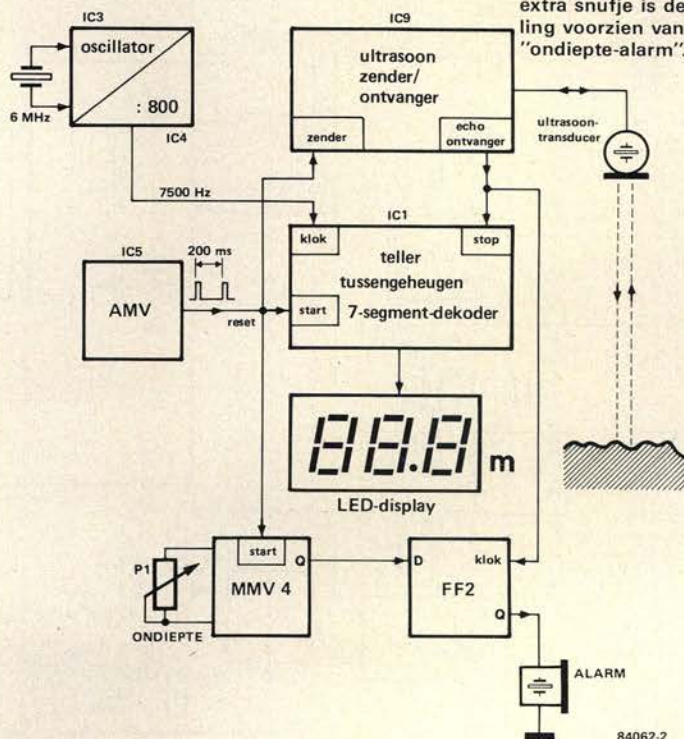 extra snufje is de
ling voorzien van
"ondiepte-alarm".
IC3
oscillator
: 800
6 MHz
IC4
IC9
ultrasoon
zender/
ontvanger
zender
echo
ontvanger
ultrasoon-
transducer
7500 Hz
IC1
klok
stop
teller
tussengeheugen
7-segment-dekoder
start
IC5
200 ms
AMV
reset
88.8 m
LED-display
start
Q
MMV 4
P1
ONDIEPTE
D
klok
FF2
Q
ALARM
84062-2